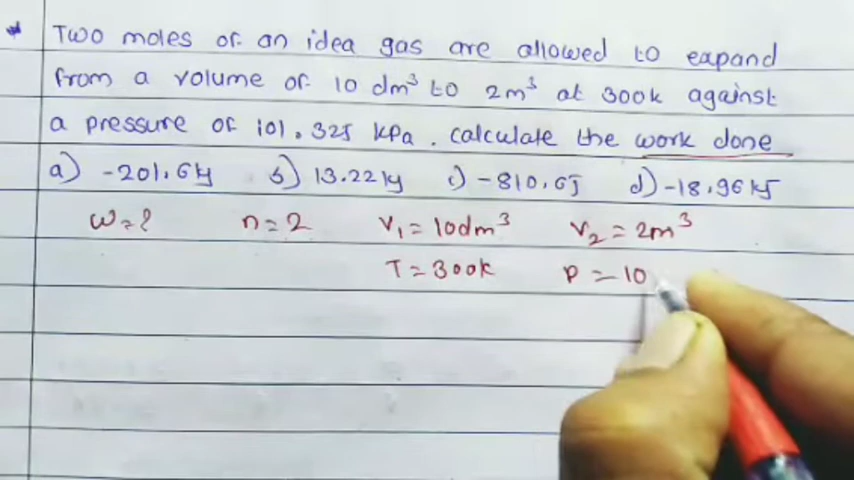 * Two moles of an idea gas are allowed to expand
from a volume of 10 dm³ to 2m³ at 300k against
a pressure of 101.325 kPa. calculate the work done
a) -201.6kj b) 13.22kj c) -810.6J d) -18.96kJ
w=? n=2 V₁ = 10dm³ V₂ = 2m³
T = 300k P = 10